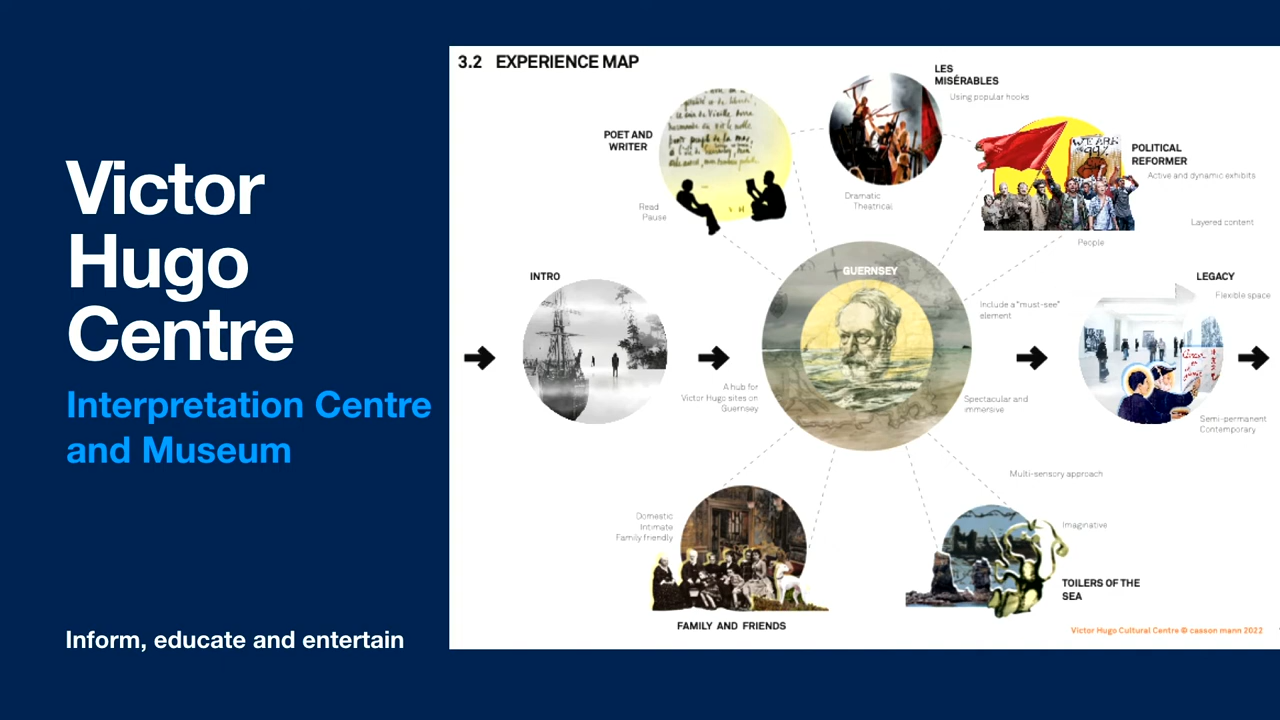 Victor
Hugo
Centre
Interpretation Centre
and Museum
Inform, educate and entertain
3.2 EXPERIENCE MAP
POET AND
WRITER
Read
Pause
LES
MISÉRABLES
Using popular hooks
Dramatic
Theatrical
POLITICAL
REFORMER
Active and dynamic exhibits
Layered content
People
WE ARE
99%
INTRO
GUERNSEY
A hub for
Victor Hugo sites on
Guernsey
Include a "must-see"
element
Spectacular and
immersive
LEGACY
Flexible space
Semi-permanent
Contemporary
Multi-sensory approach
Domestic
Intimate
Family friendly
FAMILY AND FRIENDS
Imaginative
TOILERS OF THE
SEA
Victor Hugo Cultural Centre © casson mann 2022